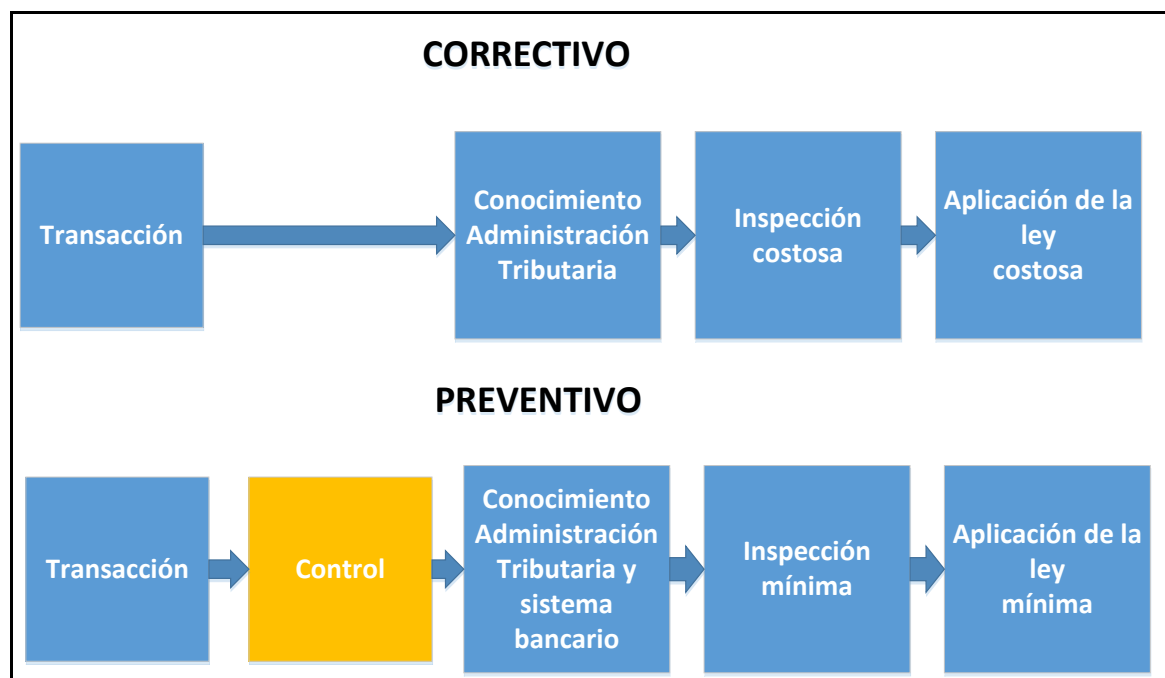 CORRECTIVO
Transacción
Conocimiento
Administración
Tributaria
Inspección
costosa
Aplicación de la
ley
costosa
PREVENTIVO
Transacción
Control
Conocimiento
Administración
Tributaria y
sistema
bancario
Inspección
mínima
Aplicación de la
ley
mínima